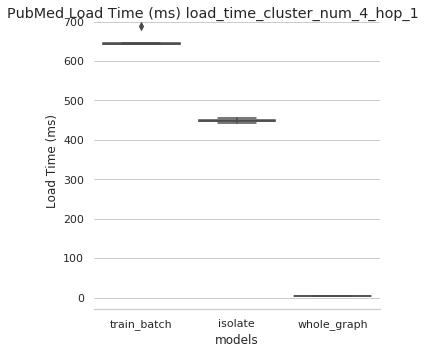 PubMed Load Time (ms) load_time_cluster_num_4_hop_1
700
600
500
400
300
200
100
0
Load Time (ms)
train_batch isolate whole_graph
models